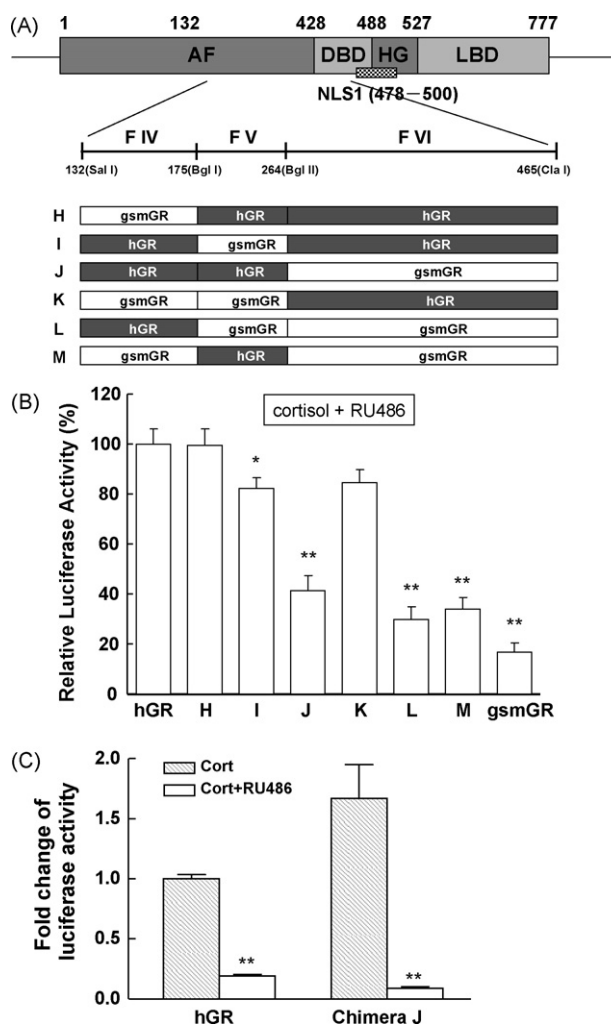 (A)
1 132 428 488 527 777
AF DBD HG LBD
NLS1 (478—500)
F IV F V F VI
132(Sal I) 175(Bgl I) 264(Bgl II) 465(Cla I)
H gsmGR hGR hGR
I hGR gsmGR hGR
J hGR hGR gsmGR
K gsmGR gsmGR hGR
L hGR gsmGR gsmGR
M gsmGR hGR gsmGR
(B)
cortisol + RU486
Relative Luciferase Activity (%)
120
100
80
60
40
20
0
*
**
**
**
**
hGR H I J K L M gsmGR
(C)
Cort
Cort+RU486
Fold change of
luciferase activity
2.0
1.5
1.0
0.5
0.0
**
**
hGR Chimera J